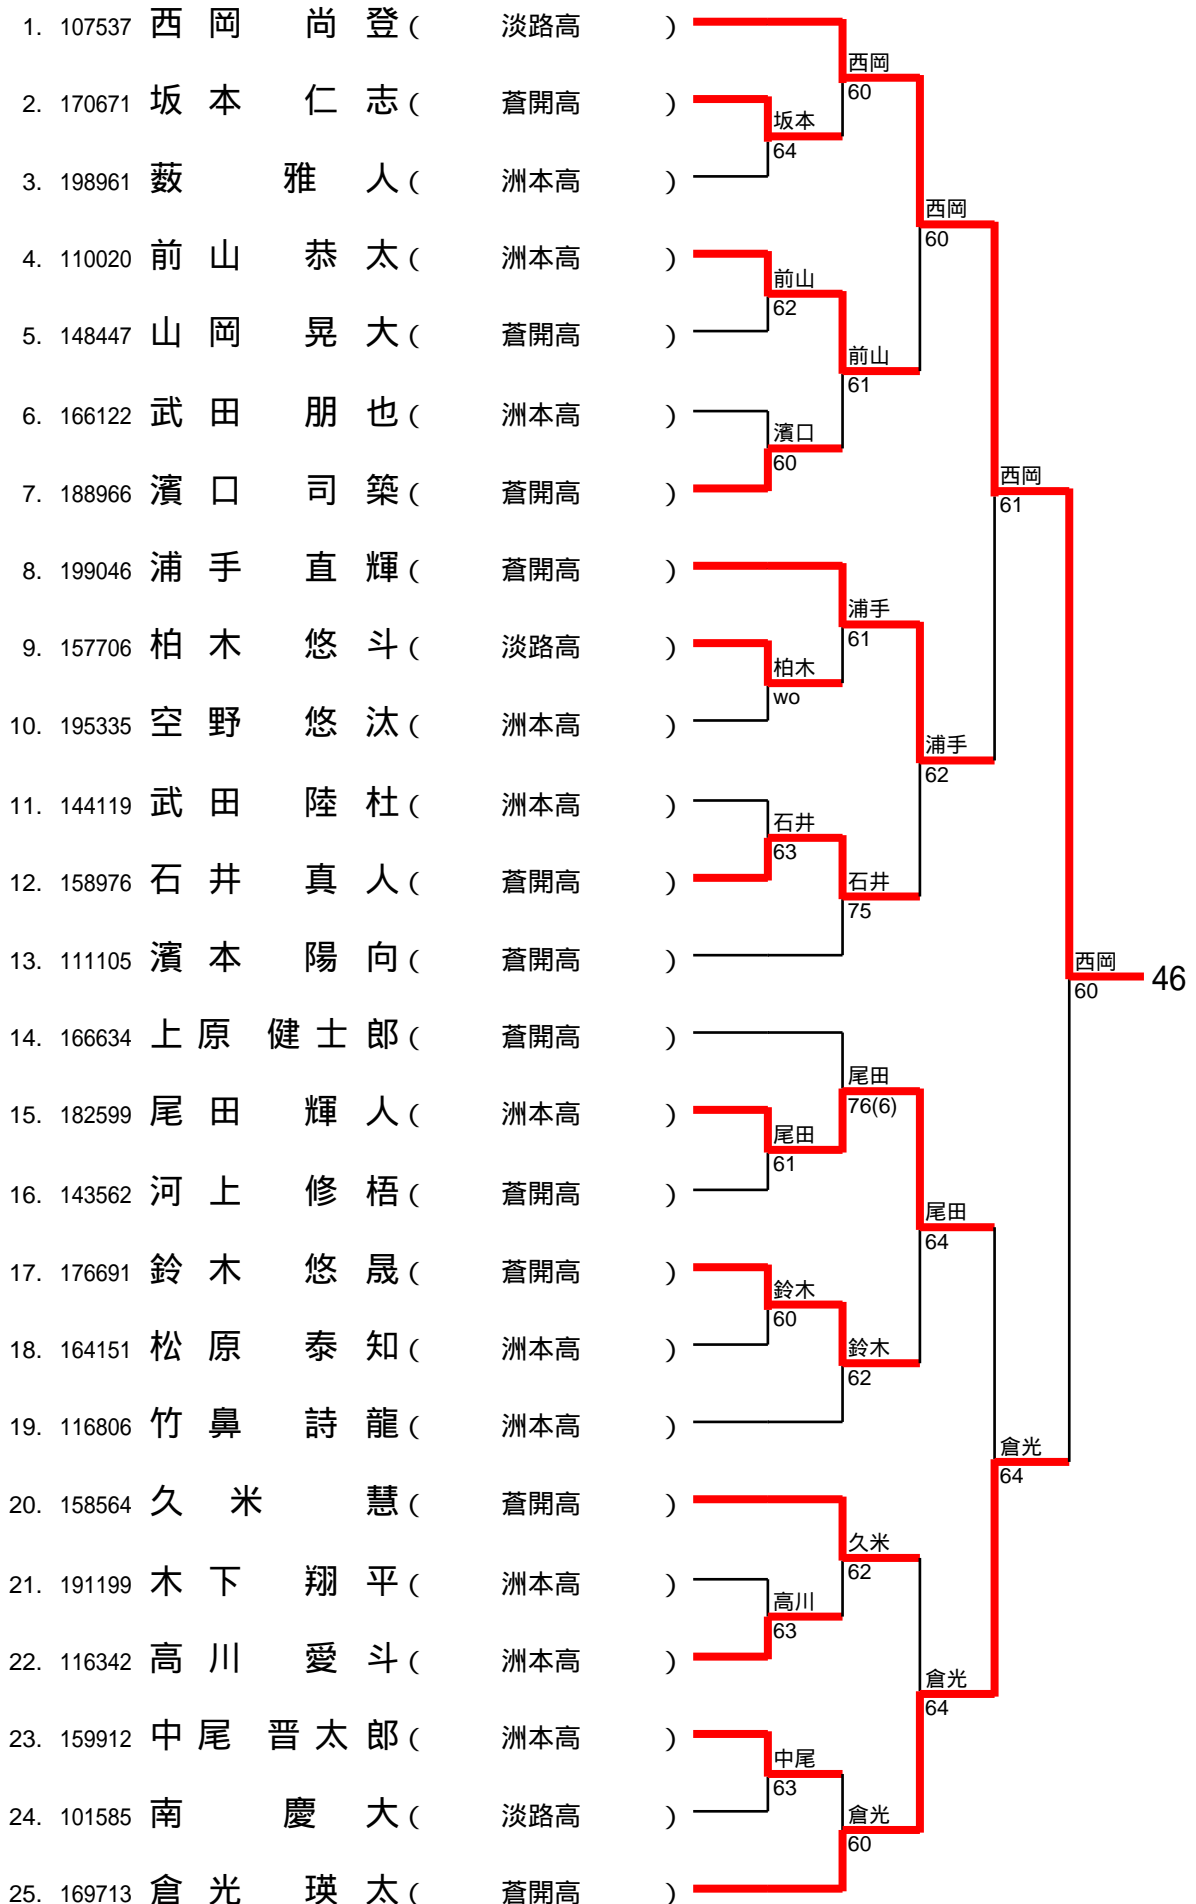 1. 107537 西岡 尚登 ( 淡路高 )
西岡
60
2. 170671 坂本 仁志 ( 蒼開高 )
坂本
64
3. 198961 薮 雅人 ( 洲本高 )
西岡
60
4. 110020 前山 恭太 ( 洲本高 )
前山
62
5. 148447 山岡 晃大 ( 蒼開高 )
前山
61
6. 166122 武田 朋也 ( 洲本高 )
濱口
60
7. 188966 濱口 司築 ( 蒼開高 )
西岡
61
8. 199046 浦手 直輝 ( 蒼開高 )
浦手
61
9. 157706 柏木 悠斗 ( 淡路高 )
柏木
wo
10. 195335 空野 悠汰 ( 洲本高 )
浦手
62
11. 144119 武田 陸杜 ( 洲本高 )
石井
63
12. 158976 石井 真人 ( 蒼開高 )
石井
75
13. 111105 濱本 陽向 ( 蒼開高 )
西岡
60
46
14. 166634 上原 健士郎 ( 蒼開高 )
尾田
76(6)
15. 182599 尾田 輝人 ( 洲本高 )
尾田
61
16. 143562 河上 修梧 ( 蒼開高 )
尾田
64
17. 176691 鈴木 悠晟 ( 蒼開高 )
鈴木
60
18. 164151 松原 泰知 ( 洲本高 )
鈴木
62
19. 116806 竹鼻 詩龍 ( 洲本高 )
倉光
64
20. 158564 久米 慧 ( 蒼開高 )
久米
62
21. 191199 木下 翔平 ( 洲本高 )
高川
63
22. 116342 高川 愛斗 ( 洲本高 )
倉光
64
23. 159912 中尾 晋太郎 ( 洲本高 )
中尾
63
24. 101585 南 慶大 ( 淡路高 )
倉光
60
25. 169713 倉光 瑛太 ( 蒼開高 )